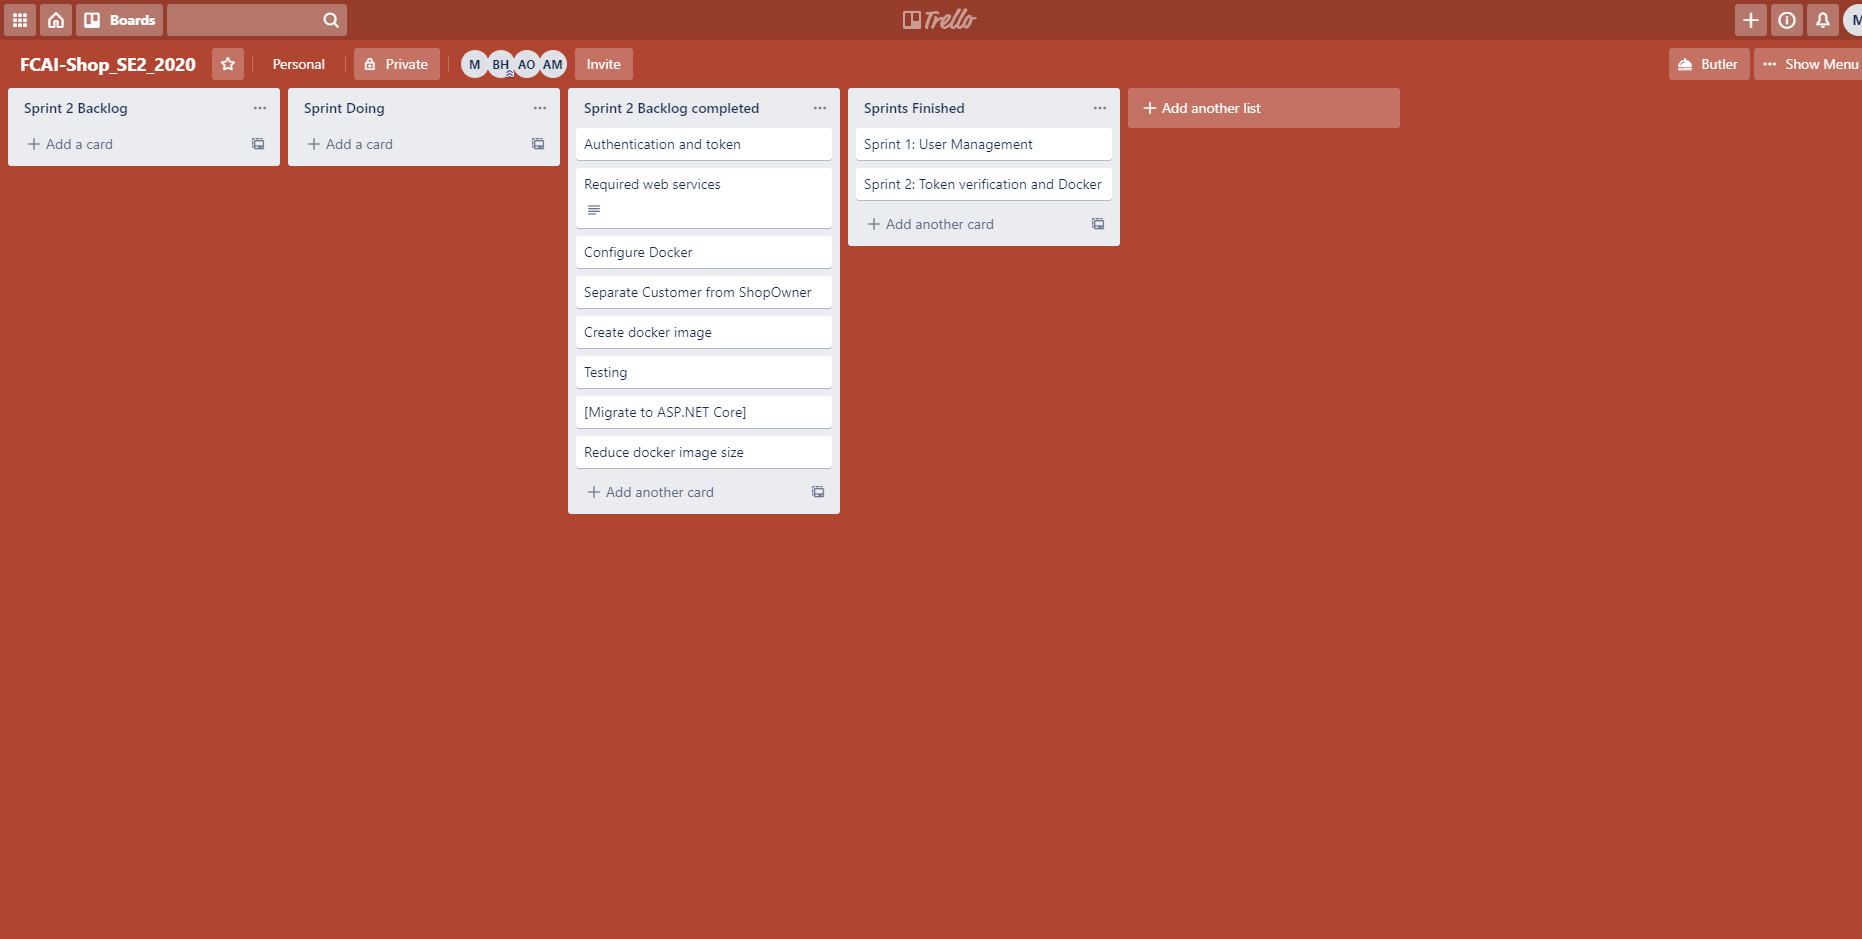 Boards
Trello
M
FCAI-Shop_SE2_2020
Personal
Private
M BH AO AM
Invite
Butler
Show Menu
Sprint 2 Backlog
Add a card
Sprint Doing
Add a card
Sprint 2 Backlog completed
Authentication and token
Required web services
Configure Docker
Separate Customer from ShopOwner
Create docker image
Testing
[Migrate to ASP.NET Core]
Reduce docker image size
Add another card
Sprints Finished
Sprint 1: User Management
Sprint 2: Token verification and Docker
Add another card
Add another list